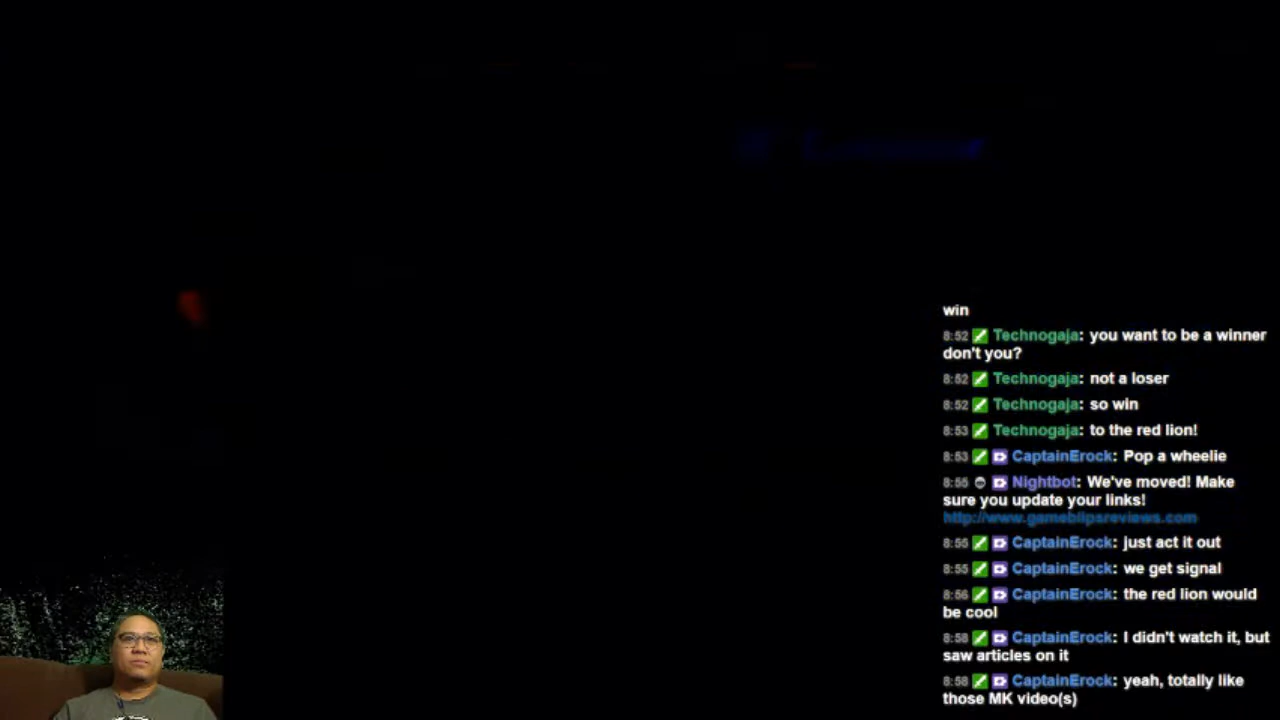 win
8:52 Technogaja: you want to be a winner
don't you?
8:52 Technogaja: not a loser
8:52 Technogaja: so win
8:53 Technogaja: to the red lion!
8:53 CaptainErock: Pop a wheelie
8:55 Nightbot: We've moved! Make
sure you update your links!
http://www.gameblipsreviews.com
8:55 CaptainErock: just act it out
8:55 CaptainErock: we get signal
8:56 CaptainErock: the red lion would
be cool
8:58 CaptainErock: I didn't watch it, but
saw articles on it
8:58 CaptainErock: yeah, totally like
those MK video(s)